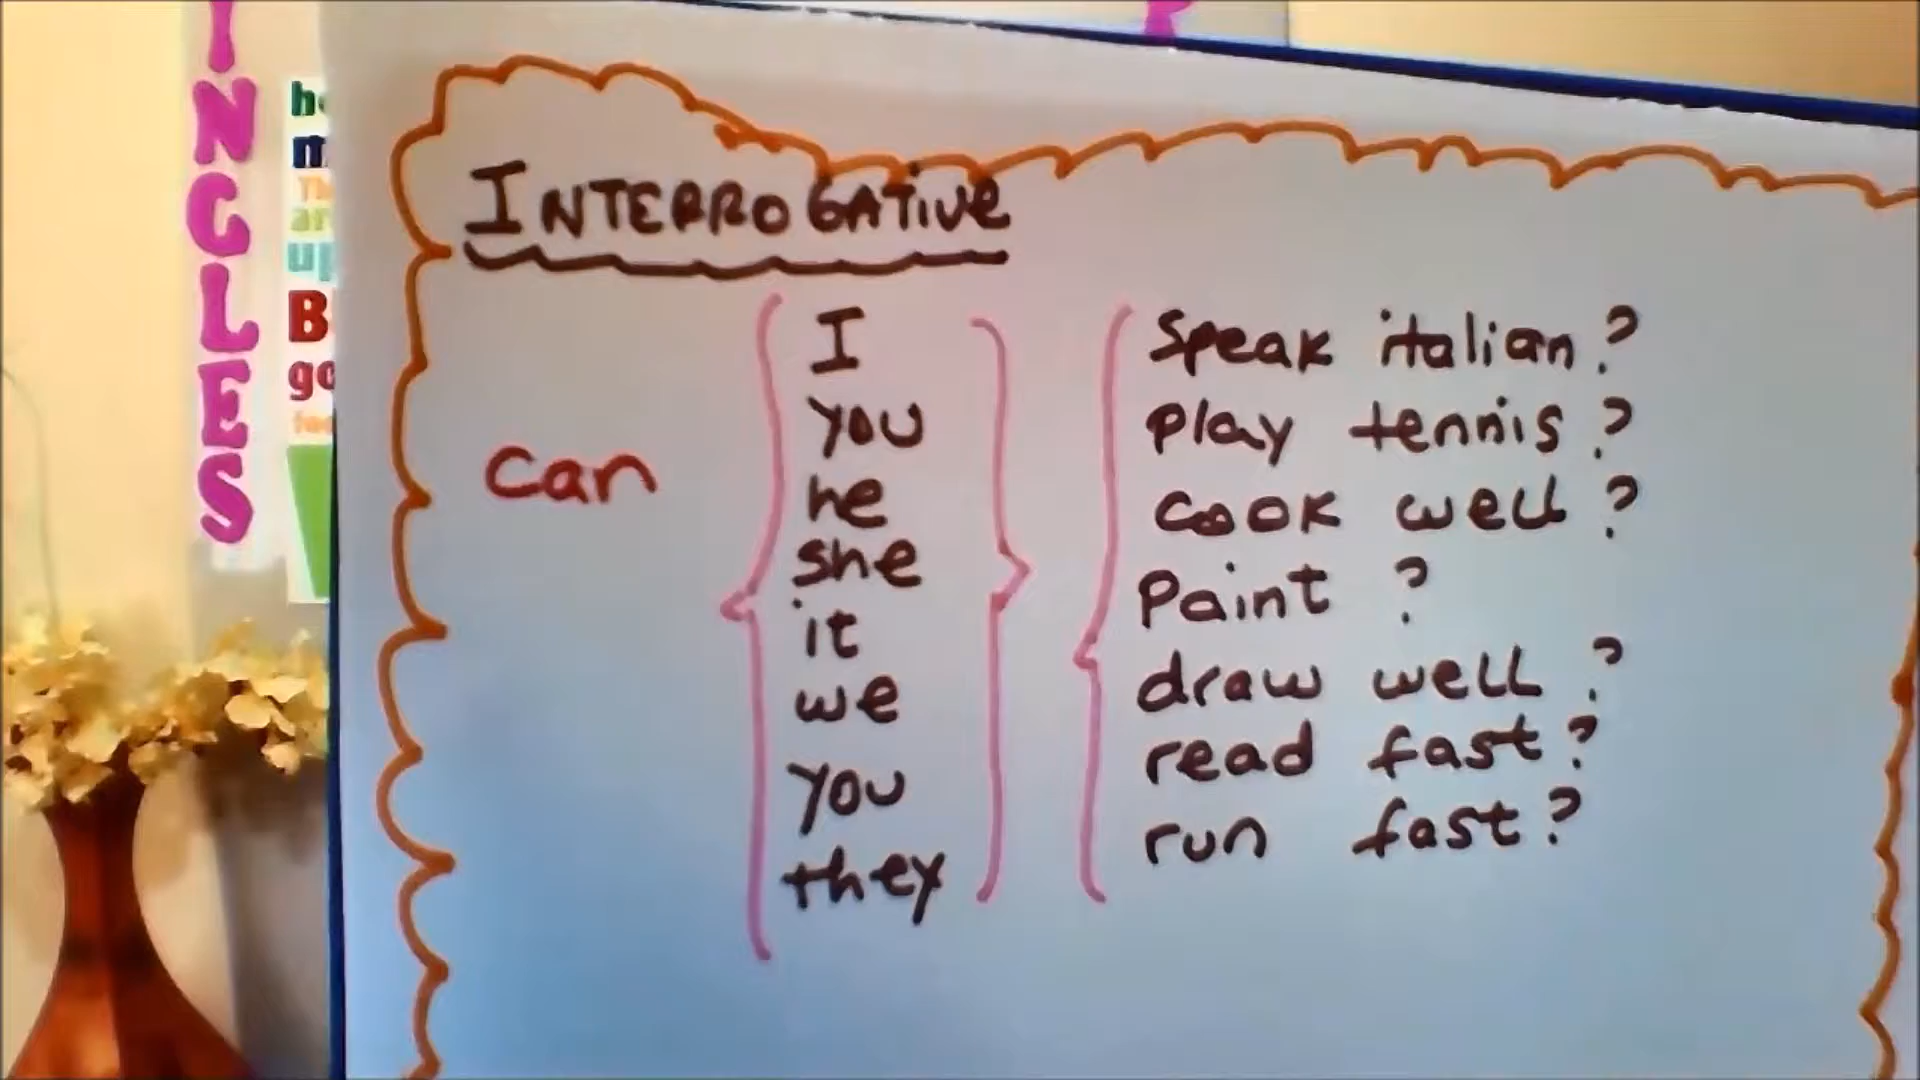 INCLES
INTERROGATIVE
can
I
you
he
she
it
we
you
they
Speak italian?
Play tennis?
cook well?
Paint ?
draw well ?
read fast?
run fast?